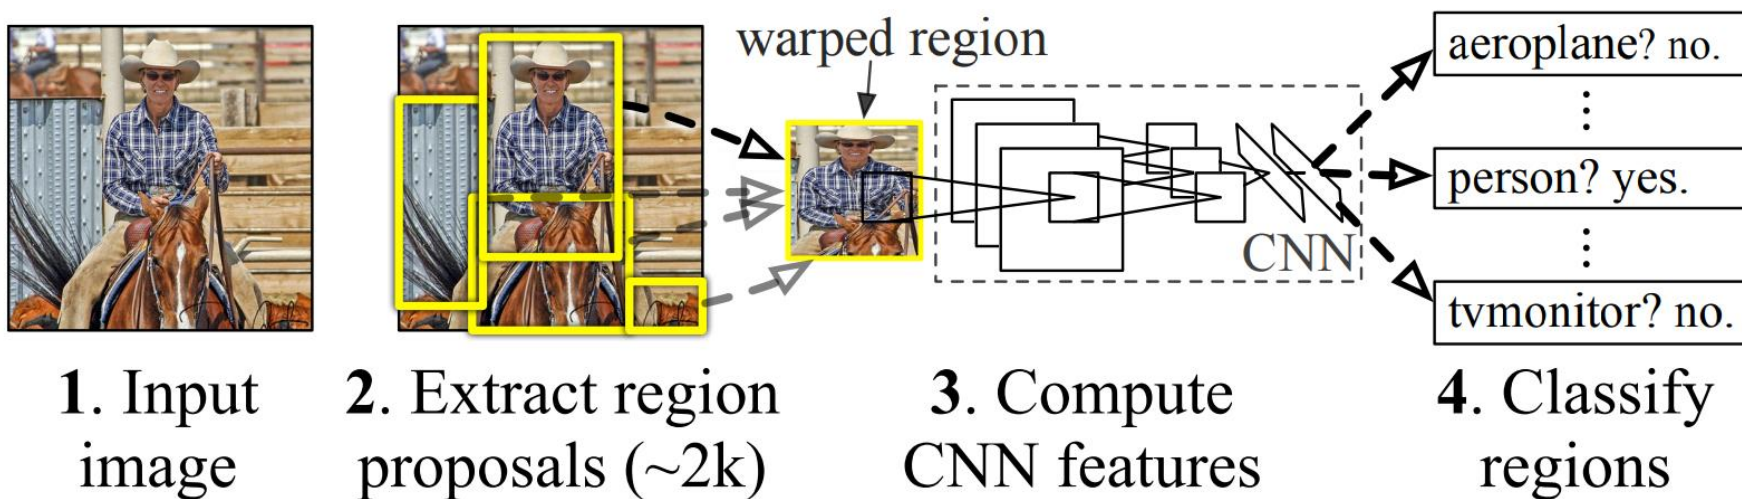 warped region
aeroplane? no.
person? yes.
CNN
tvmonitor? no.
1. Input
image
2. Extract region
proposals (~2k)
3. Compute
CNN features
4. Classify
regions